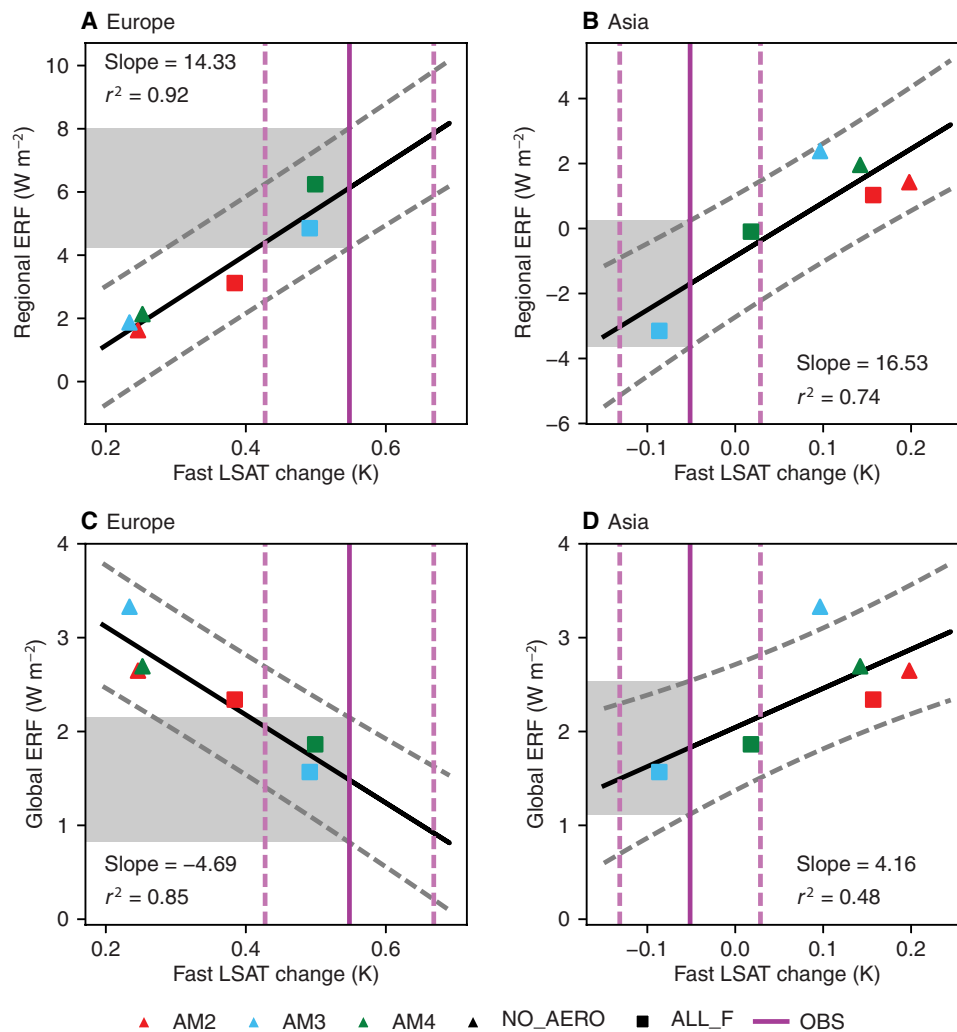 A Europe
Slope = 14.33
r² = 0.92
Regional ERF (W m⁻²)
10
8
6
4
2
0
0.2 0.4 0.6
Fast LSAT change (K)
B Asia
Regional ERF (W m⁻²)
4
2
0
−2
−4
−6
Slope = 16.53
r² = 0.74
−0.1 0.0 0.1 0.2
Fast LSAT change (K)
C Europe
Global ERF (W m⁻²)
4
3
2
1
0
Slope = −4.69
r² = 0.85
0.2 0.4 0.6
Fast LSAT change (K)
D Asia
Global ERF (W m⁻²)
4
3
2
1
0
Slope = 4.16
r² = 0.48
−0.1 0.0 0.1 0.2
Fast LSAT change (K)
AM2 AM3 AM4 NO_AERO ALL_F OBS